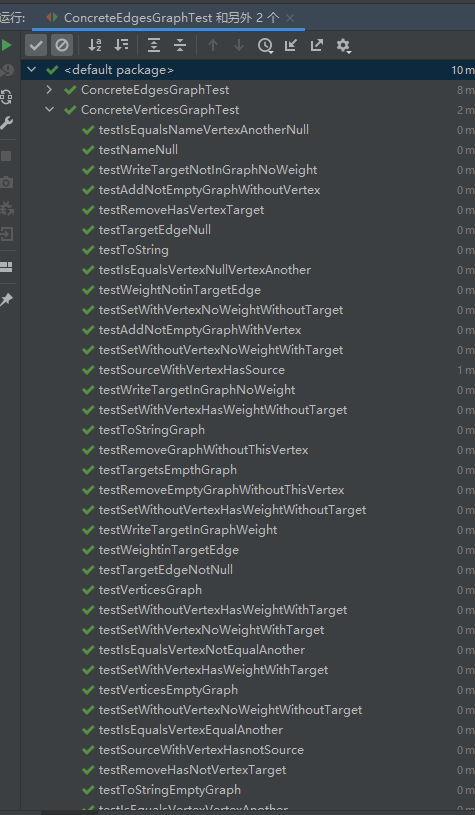 运行: ConcreteEdgesGraphTest 和另外 2 个 ×
<default package> 10 m
ConcreteEdgesGraphTest 8 m
ConcreteVerticesGraphTest 2 m
testIsEqualsNameVertexAnotherNull 0 m
testNameNull 0 m
testWriteTargetNotInGraphNoWeight 0 m
testAddNotEmptyGraphWithoutVertex 0 m
testRemoveHasVertexTarget 0 m
testTargetEdgeNull 0 m
testToString 0 m
testIsEqualsVertexNullVertexAnother 0 m
testWeightNotinTargetEdge 0 m
testSetWithVertexNoWeightWithoutTarget 0 m
testAddNotEmptyGraphWithVertex 0 m
testSetWithoutVertexNoWeightWithTarget 0 m
testSourceWithVertexHasSource 1 m
testWriteTargetInGraphNoWeight 0 m
testSetWithVertexHasWeightWithoutTarget 0 m
testToStringGraph 0 m
testRemoveGraphWithoutThisVertex 0 m
testTargetsEmpthGraph 0 m
testRemoveEmptyGraphWithoutThisVertex 0 m
testSetWithoutVertexHasWeightWithoutTarget 0 m
testWriteTargetInGraphWeight 0 m
testWeightinTargetEdge 0 m
testTargetEdgeNotNull 0 m
testVerticesGraph 0 m
testSetWithoutVertexHasWeightWithTarget 0 m
testSetWithVertexNoWeightWithTarget 0 m
testIsEqualsVertexNotEqualAnother 0 m
testSetWithVertexHasWeightWithTarget 0 m
testVerticesEmptyGraph 0 m
testSetWithoutVertexNoWeightWithoutTarget 0 m
testIsEqualsVertexEqualAnother 0 m
testSourceWithVertexHasnotSource 0 m
testRemoveHasNotVertexTarget 0 m
testToStringEmptyGraph 0 m
testIsEqualsVertexVertexAnother 0 m